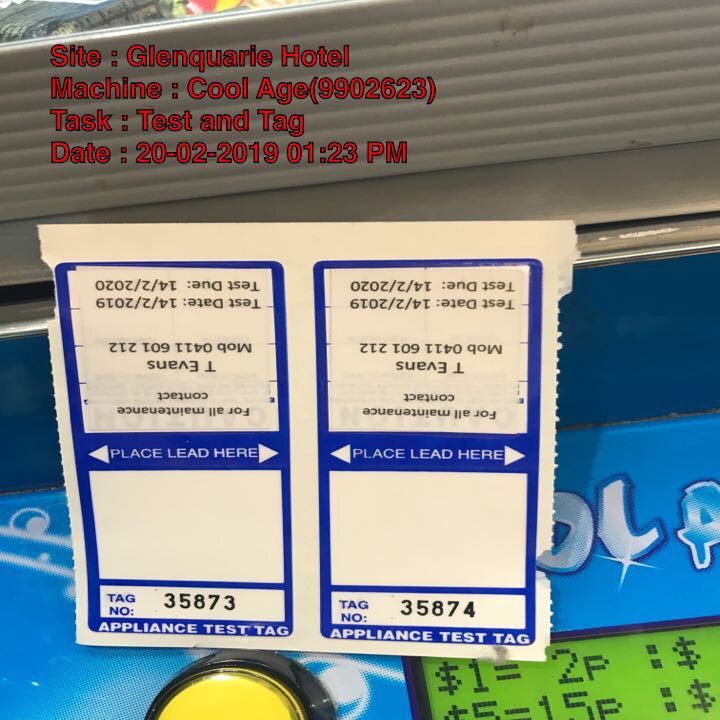 Site : Glenquarie Hotel
Machine : Cool Age(9902623)
Task : Test and Tag
Date : 20-02-2019 01:23 PM
For all maintenance
contact
T Evans
Mob 0411 601 212
Test Date: 14/2/2019
Test Due: 14/2/2020
PLACE LEAD HERE
TAG
NO: 35873
APPLIANCE TEST TAG
For all maintenance
contact
T Evans
Mob 0411 601 212
Test Date: 14/2/2019
Test Due: 14/2/2020
PLACE LEAD HERE
TAG
NO: 35874
APPLIANCE TEST TAG
OL A
$1= 2p :$
$5=15p :$